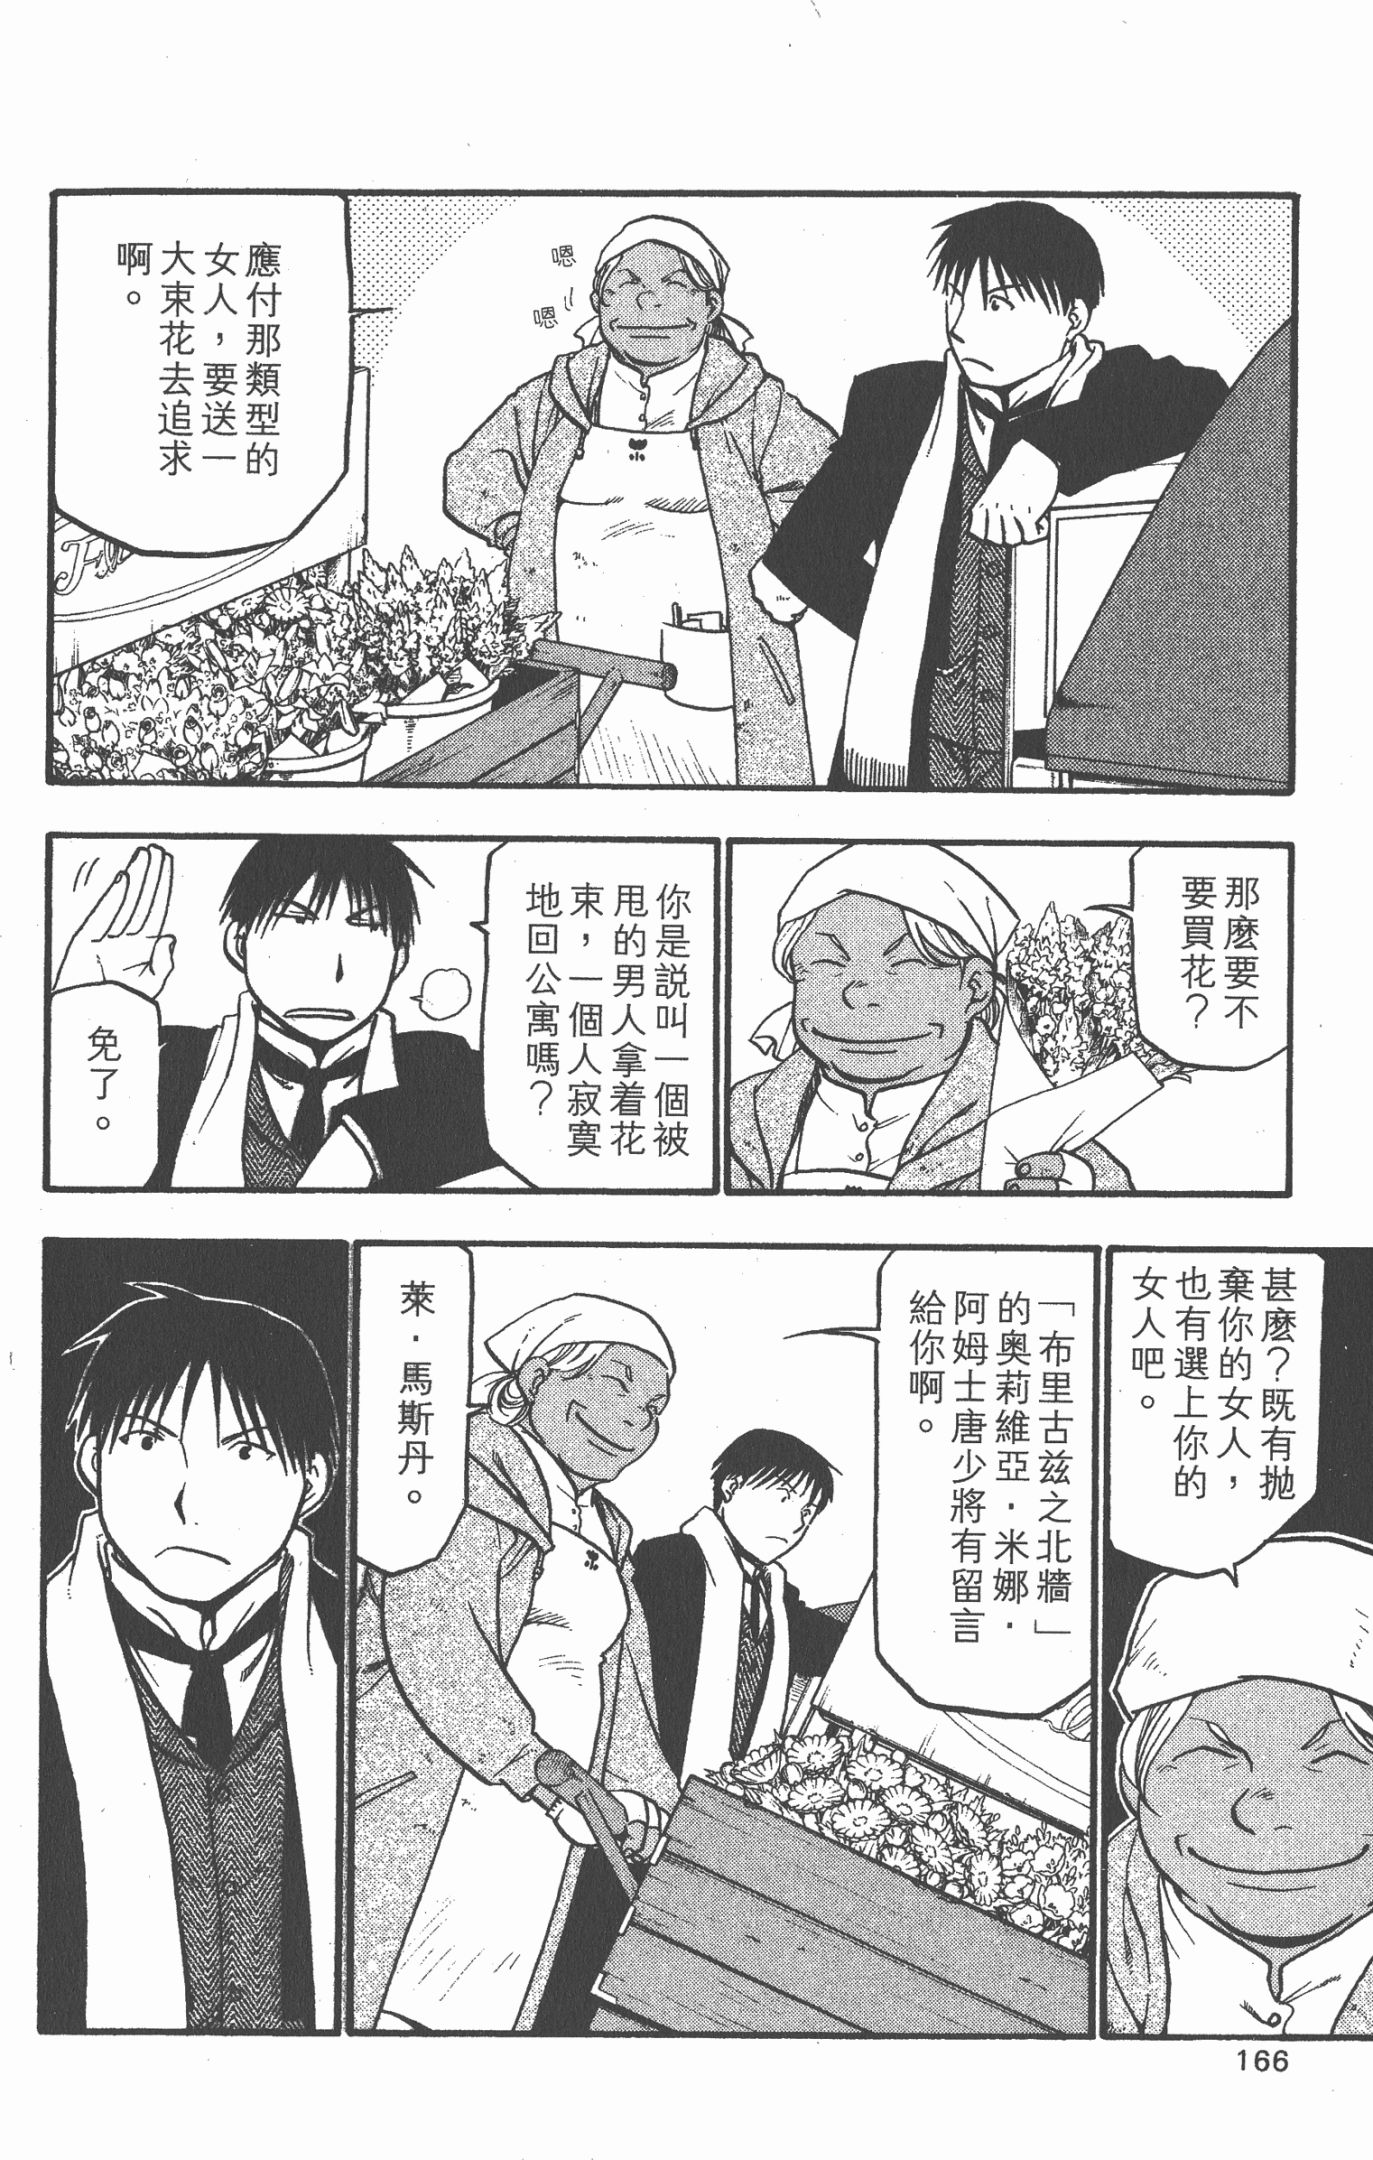 嗯
嗯
應付那類型的
女人，要送一
大束花去追求
啊。
那麼要不
要買花？
你是説叫一個被
甩的男人拿着花
束，一個人寂寞
地回公寓嗎？
免了。
甚麼？既有拋
棄你的女人，
也有選上你的
女人吧。
「布里古兹之北牆」
的奧莉維亞．米娜．
阿姆士唐少將有留言
給你啊。
萊．馬斯丹。
166